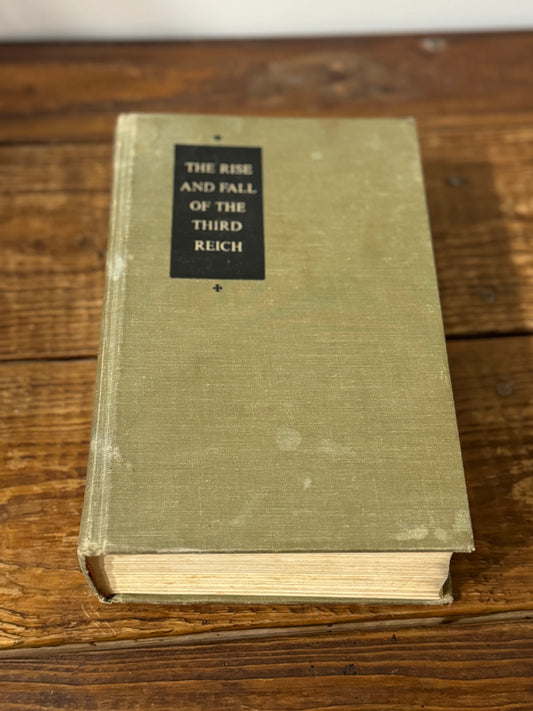 THE RISE
AND FALL
OF THE
THIRD
REICH